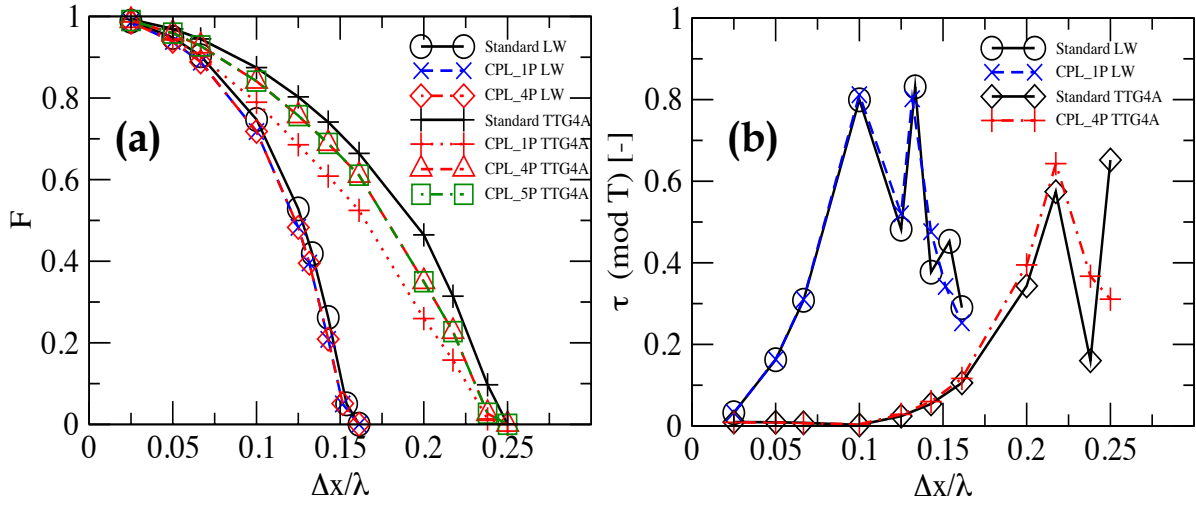 1
0.8
0.6
0.4
0.2
0
F
(a)
Standard LW
CPL_1P LW
CPL_4P LW
Standard TTG4A
CPL_1P TTG4A
CPL_4P TTG4A
CPL_5P TTG4A
0 0.05 0.1 0.15 0.2 0.25
Δx/λ
1
0.8
0.6
0.4
0.2
0
τ (mod T) [-]
(b)
Standard LW
CPL_1P LW
Standard TTG4A
CPL_4P TTG4A
0 0.05 0.1 0.15 0.2 0.25
Δx/λ